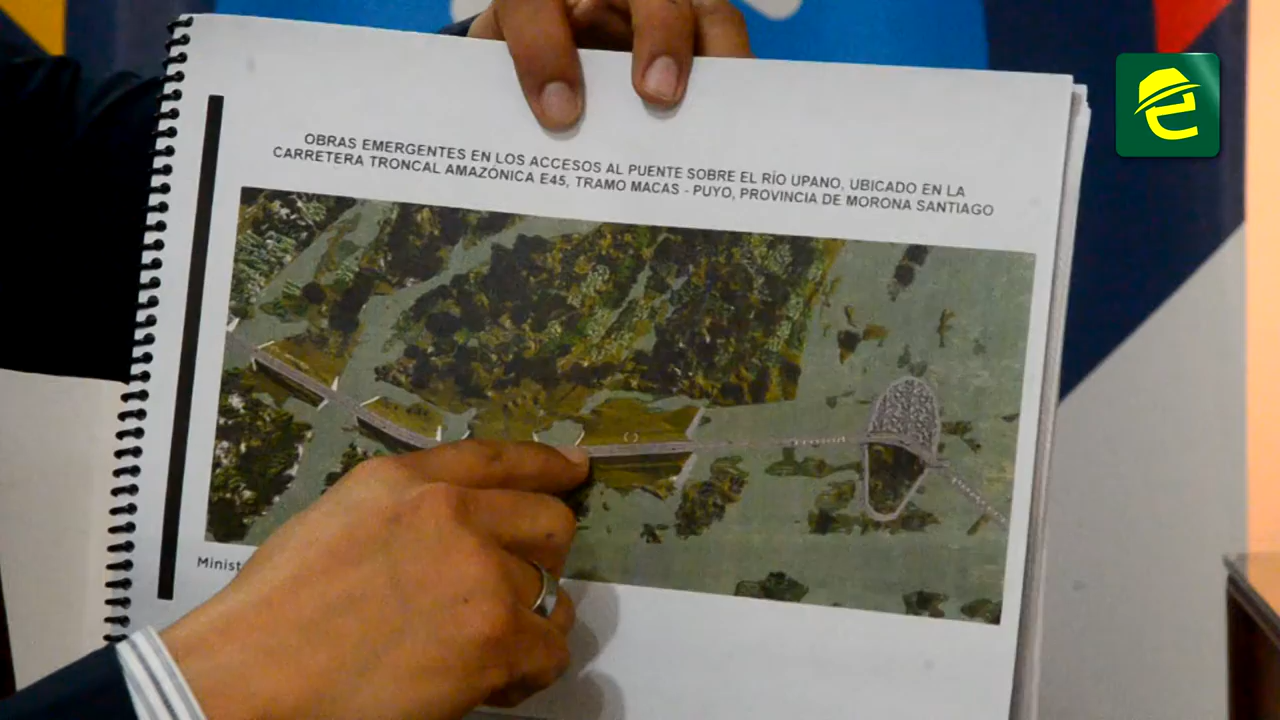 OBRAS EMERGENTES EN LOS ACCESOS AL PUENTE SOBRE EL RÍO UPANO, UBICADO EN LA
CARRETERA TRONCAL AMAZÓNICA E45, TRAMO MACAS - PUYO, PROVINCIA DE MORONA SANTIAGO